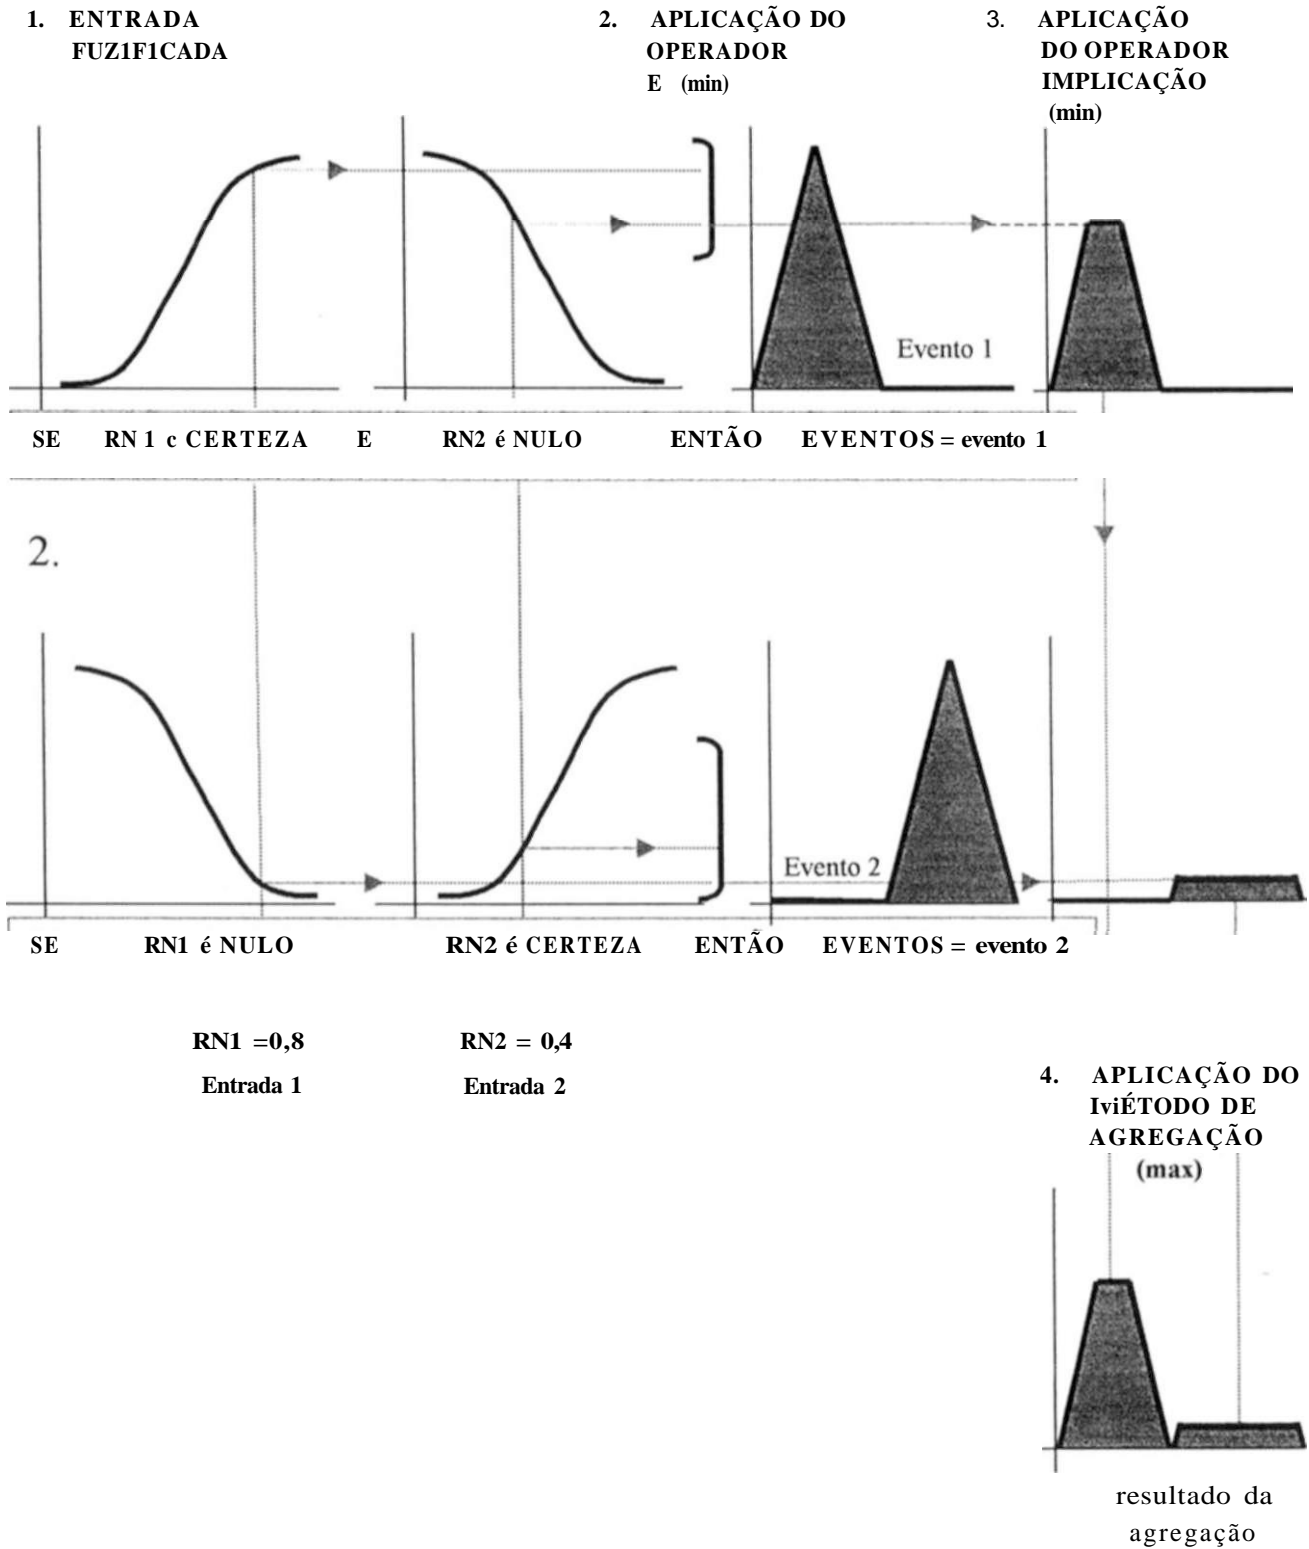 1. ENTRADA
FUZ1F1CADA
2. APLICAÇÃO DO
OPERADOR
E (min)
3. APLICAÇÃO
DO OPERADOR
IMPLICAÇÃO
(min)
Evento 1
SE RN 1 c CERTEZA E RN2 é NULO ENTÃO EVENTOS = evento 1
2.
Evento 2
SE RN1 é NULO RN2 é CERTEZA ENTÃO EVENTOS = evento 2
RN1 =0,8 RN2 = 0,4
Entrada 1 Entrada 2
4. APLICAÇÃO DO
IviÉTODO DE
AGREGAÇÃO
(max)
resultado da
agregação